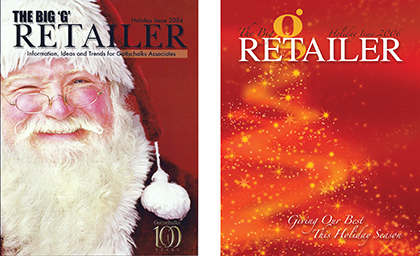 THE BIG 'G'
Holiday Issue 2004
RETAILER
Information, Ideas and Trends for Gottschalks Associates
Gottschalks
100
YEARS
The Big g
Holiday Issue
RETAILER
Giving Our Best
This Holiday Season